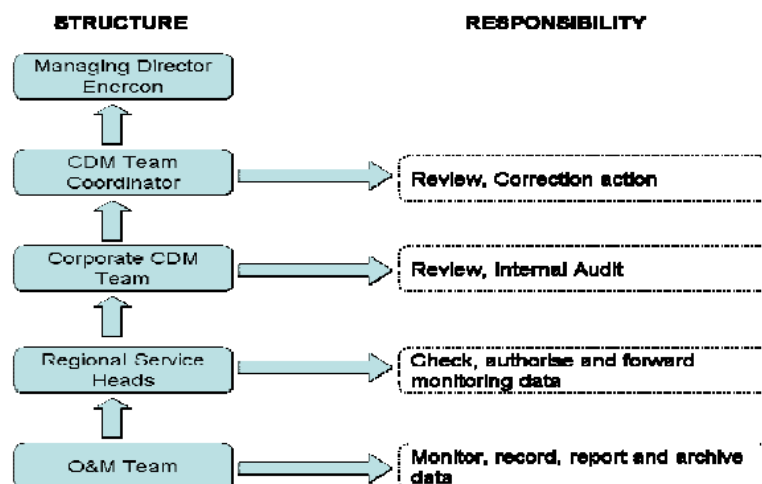 STRUCTURE
RESPONSIBILITY
Managing Director
Enercon
CDM Team
Coordinator
Review, Correction action
Corporate CDM
Team
Review, Internal Audit
Regional Service
Heads
Check, authorise and forward
monitoring data
O&M Team
Monitor, record, report and archive
data